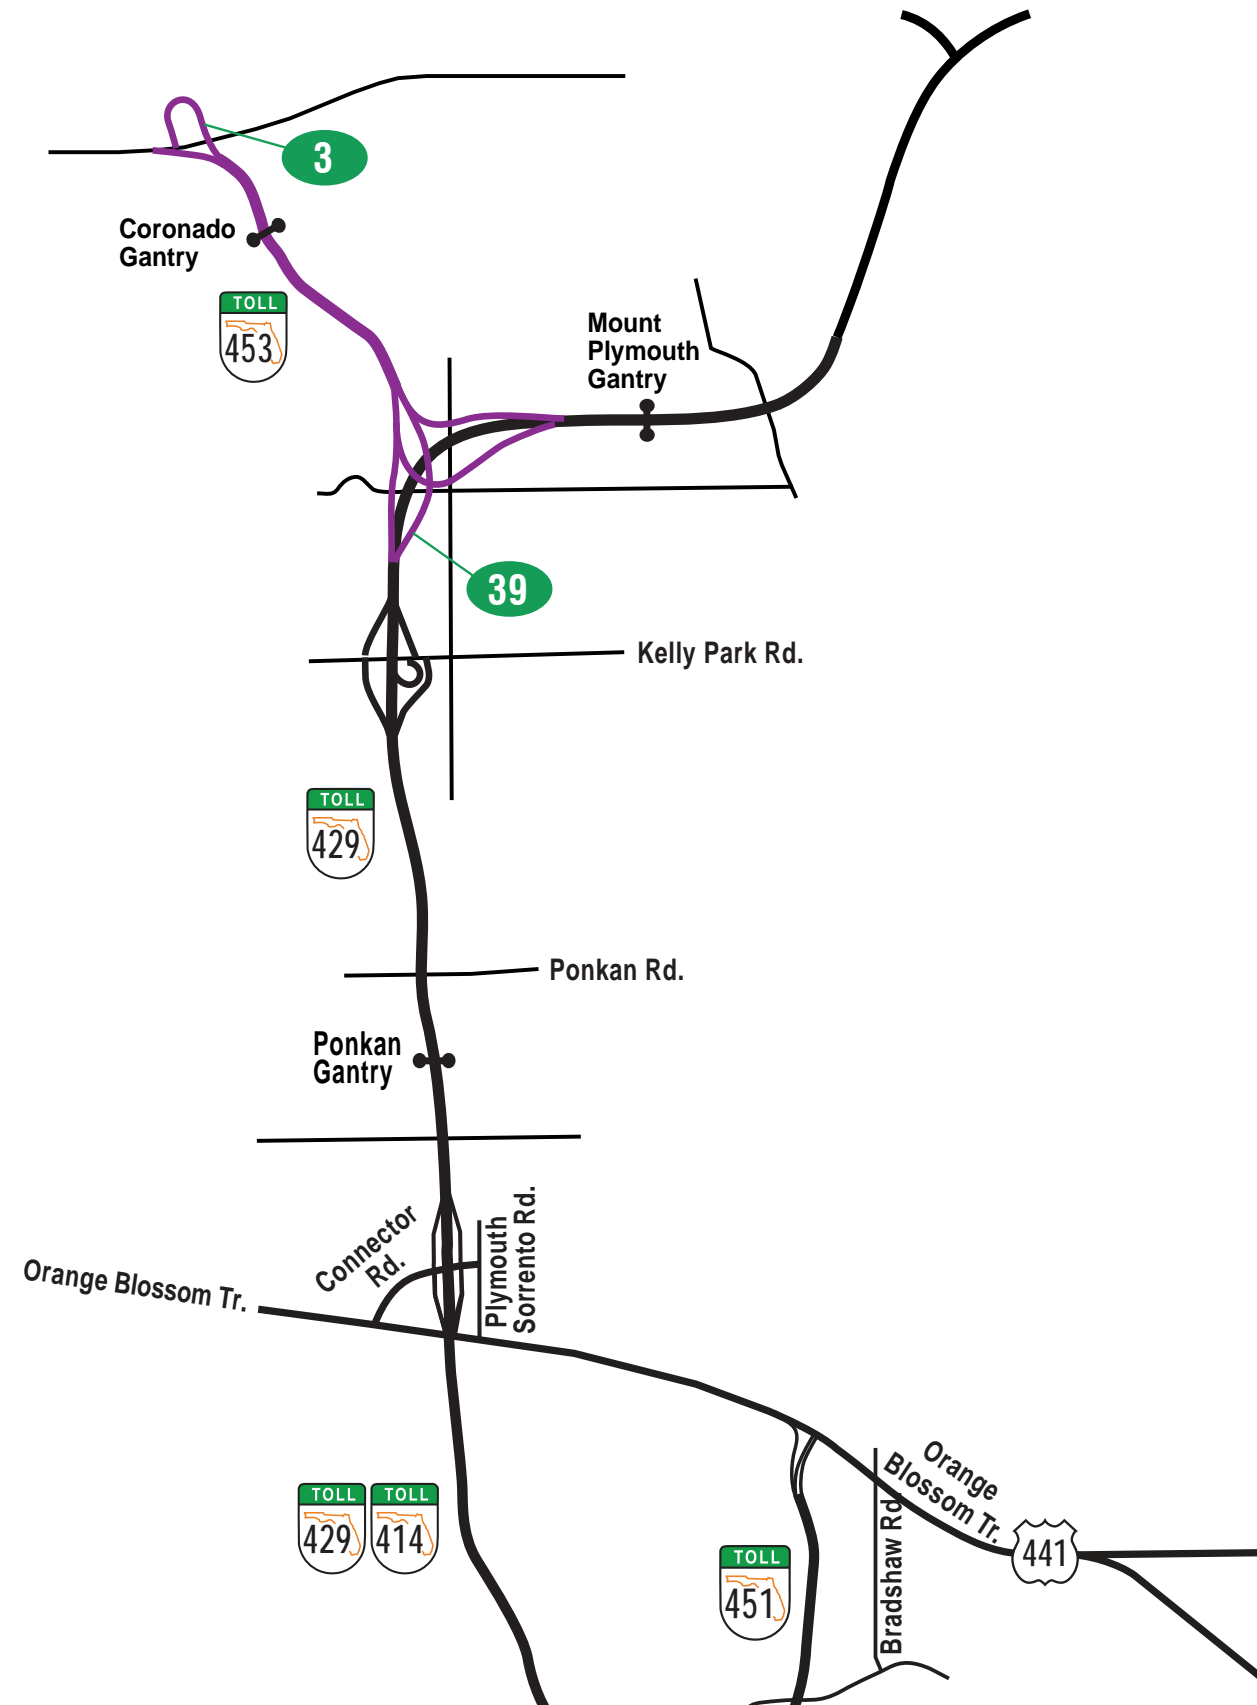 3
Coronado
Gantry
TOLL
453
Mount
Plymouth
Gantry
39
Kelly Park Rd.
TOLL
429
Ponkan Rd.
Ponkan
Gantry
Connector
Rd.
Plymouth
Sorrento Rd.
Orange Blossom Tr.
Orange
Blossom Tr.
TOLL
429
TOLL
414
TOLL
451
Bradshaw Rd.
441